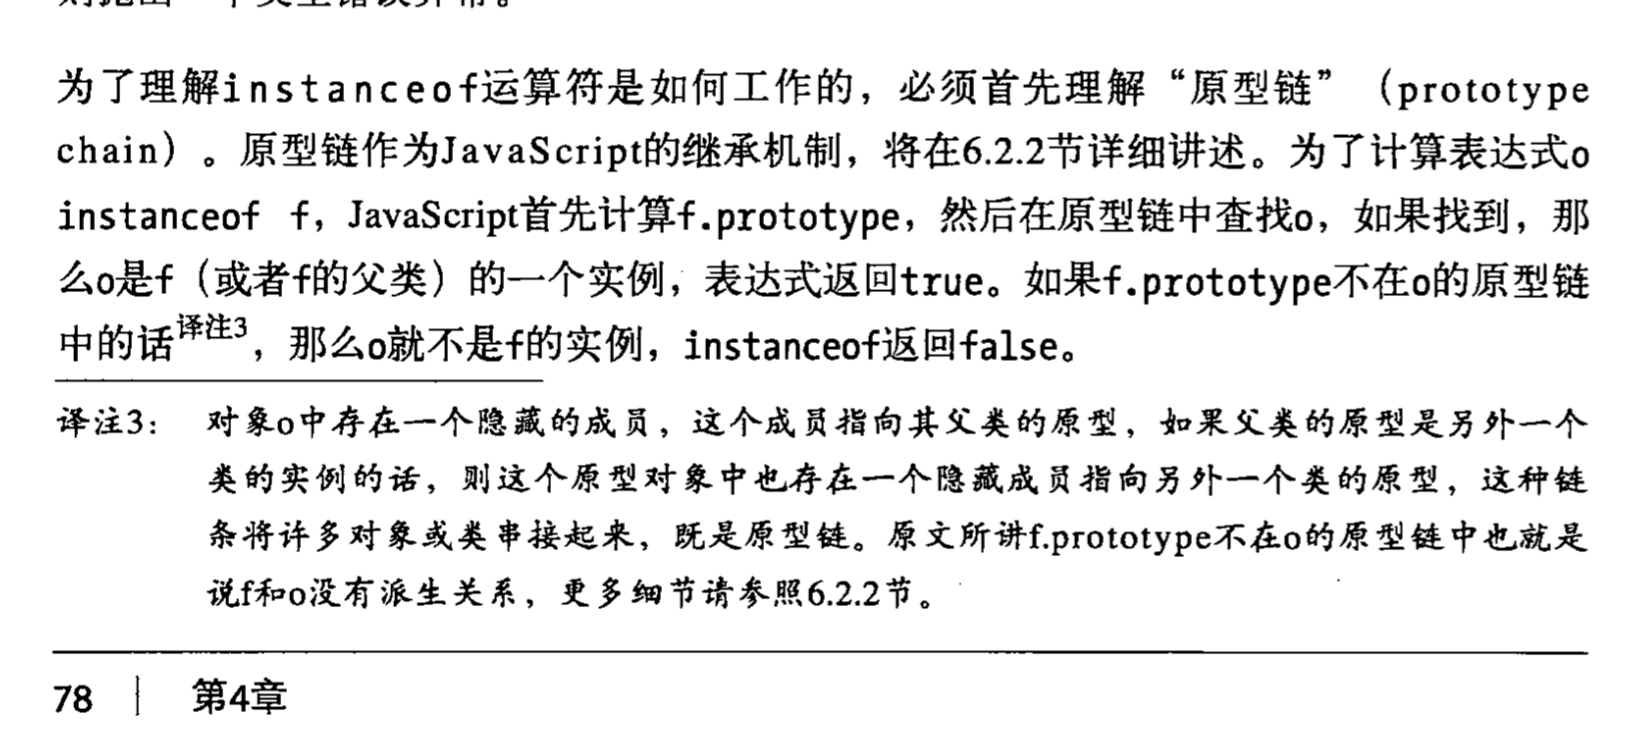 为了理解instanceof运算符是如何工作的，必须首先理解“原型链”（prototype
chain）。原型链作为JavaScript的继承机制，将在6.2.2节详细讲述。为了计算表达式o
instanceof f，JavaScript首先计算f.prototype，然后在原型链中查找o，如果找到，那
么o是f（或者f的父类）的一个实例，表达式返回true。如果f.prototype不在o的原型链
中的话译注3，那么o就不是f的实例，instanceof返回false。
译注3： 对象o中存在一个隐藏的成员，这个成员指向其父类的原型，如果父类的原型是另外一个
类的实例的话，则这个原型对象中也存在一个隐藏成员指向另外一个类的原型，这种链
条将许多对象或类串接起来，既是原型链。原文所讲f.prototype不在o的原型链中也就是
说f和o没有派生关系，更多细节请参照6.2.2节。
78 | 第4章